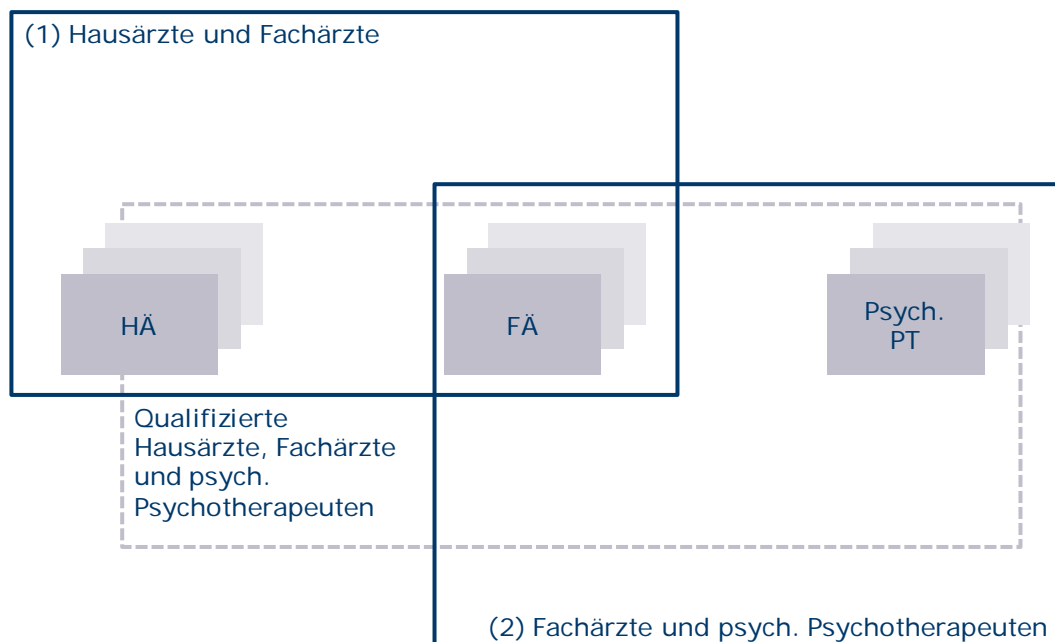 (1) Hausärzte und Fachärzte
HÄ
FÄ
Psych.
PT
Qualifizierte
Hausärzte, Fachärzte
und psych.
Psychotherapeuten
(2) Fachärzte und psych. Psychotherapeuten